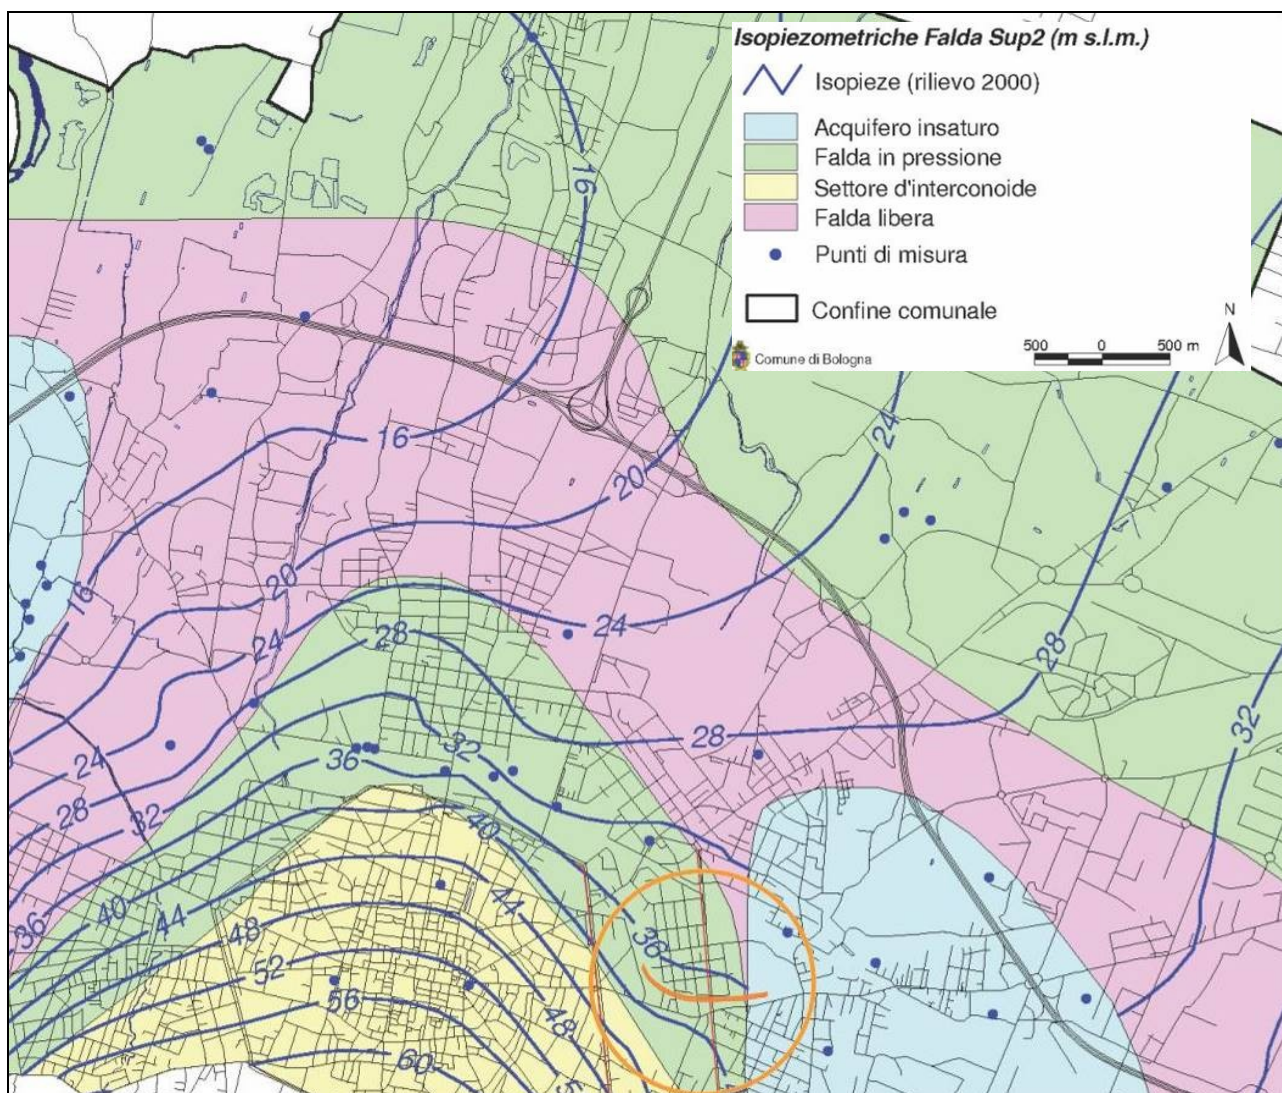 Isopiezometriche Falda Sup2 (m s.l.m.)
Isopieze (rilievo 2000)
Acquifero insaturo
Falda in pressione
Settore d'interconoide
Falda libera
Punti di misura
Confine comunale
N
Comune di Bologna
500 0 500 m
16
16
24
20
16
20
24
28
28
32
28
32
24
36
28
32
40
44
36
40
44
48
36
52
48
56
60